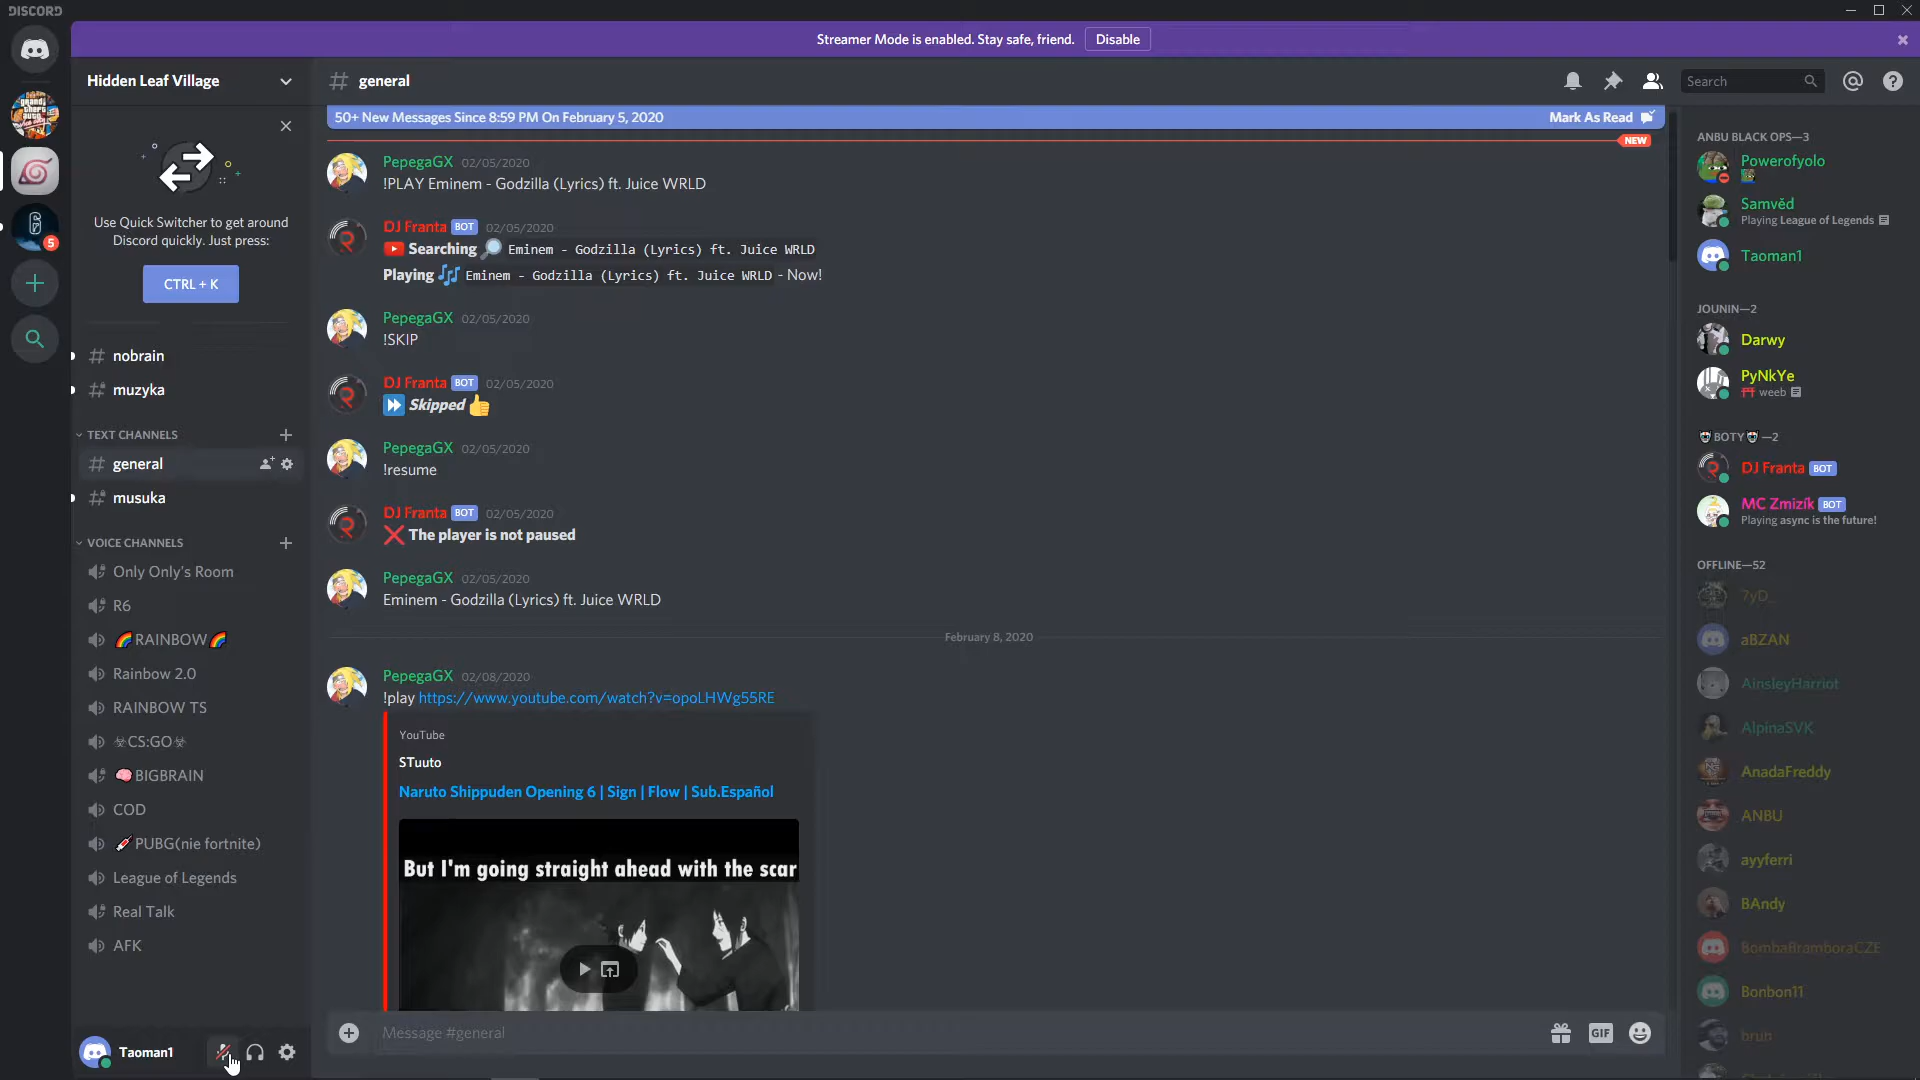 DISCORD
Streamer Mode is enabled. Stay safe, friend.
Disable
5
Hidden Leaf Village
Use Quick Switcher to get around
Discord quickly. Just press:
CTRL + K
nobrain
muzyka
TEXT CHANNELS
general
musuka
VOICE CHANNELS
Only Only's Room
R6
🌈RAINBOW🌈
Rainbow 2.0
RAINBOW TS
☣CS:GO☣
🧠BIGBRAIN
COD
💉PUBG(nie fortnite)
League of Legends
Real Talk
AFK
Taoman1
# general
Search
50+ New Messages Since 8:59 PM On February 5, 2020
Mark As Read
NEW
PepegaGX 02/05/2020
!PLAY Eminem - Godzilla (Lyrics) ft. Juice WRLD
DJ Franta BOT 02/05/2020
Searching 🔎 Eminem - Godzilla (Lyrics) ft. Juice WRLD
Playing 🎶 Eminem - Godzilla (Lyrics) ft. Juice WRLD - Now!
PepegaGX 02/05/2020
!SKIP
DJ Franta BOT 02/05/2020
⏩ Skipped 👍
PepegaGX 02/05/2020
!resume
DJ Franta BOT 02/05/2020
❌ The player is not paused
PepegaGX 02/05/2020
Eminem - Godzilla (Lyrics) ft. Juice WRLD
February 8, 2020
PepegaGX 02/08/2020
!play https://www.youtube.com/watch?v=opoLHWg55RE
YouTube
STuuto
Naruto Shippuden Opening 6 | Sign | Flow | Sub.Español
But I'm going straight ahead with the scar
Message #general
GIF
ANBU BLACK OPS—3
Powerofyolo
Samvěd
Playing League of Legends
Taoman1
JOUNIN—2
Darwy
PyNkYe
weeb
BOTY—2
DJ Franta BOT
MC Zmizík BOT
Playing async is the future!
OFFLINE—52
7yD_
aBZAN
AinsleyHarriot
AlpinaSVK
AnadaFreddy
ANBU
ayyferri
BAndy
BombaBramboraCZE
Bonbon11
bruh